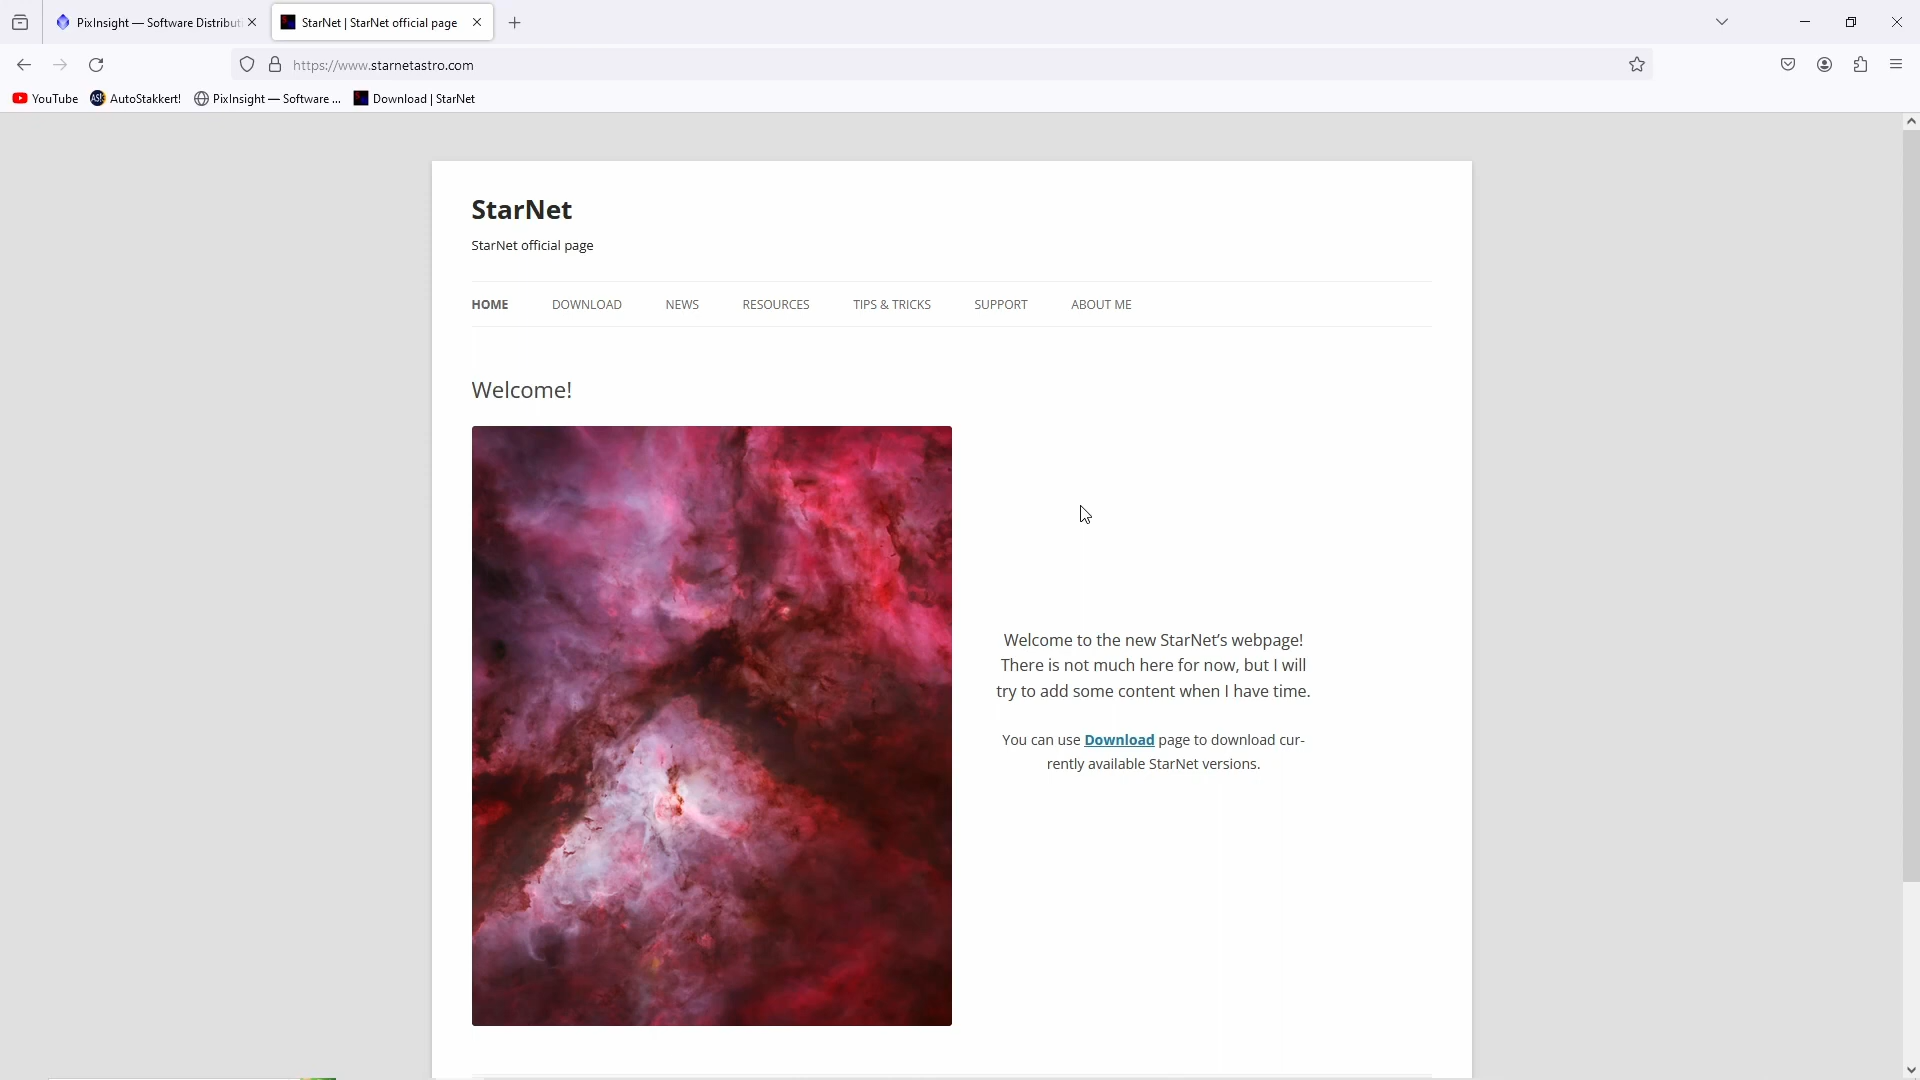 PixInsight — Software Distribut
StarNet | StarNet official page
https://www.starnetastro.com
YouTube
AutoStakkert!
PixInsight — Software ...
Download | StarNet
StarNet
StarNet official page
HOME
DOWNLOAD
NEWS
RESOURCES
TIPS & TRICKS
SUPPORT
ABOUT ME
Welcome!
Welcome to the new StarNet’s webpage!
There is not much here for now, but I will
try to add some content when I have time.
You can use Download page to download cur-
rently available StarNet versions.